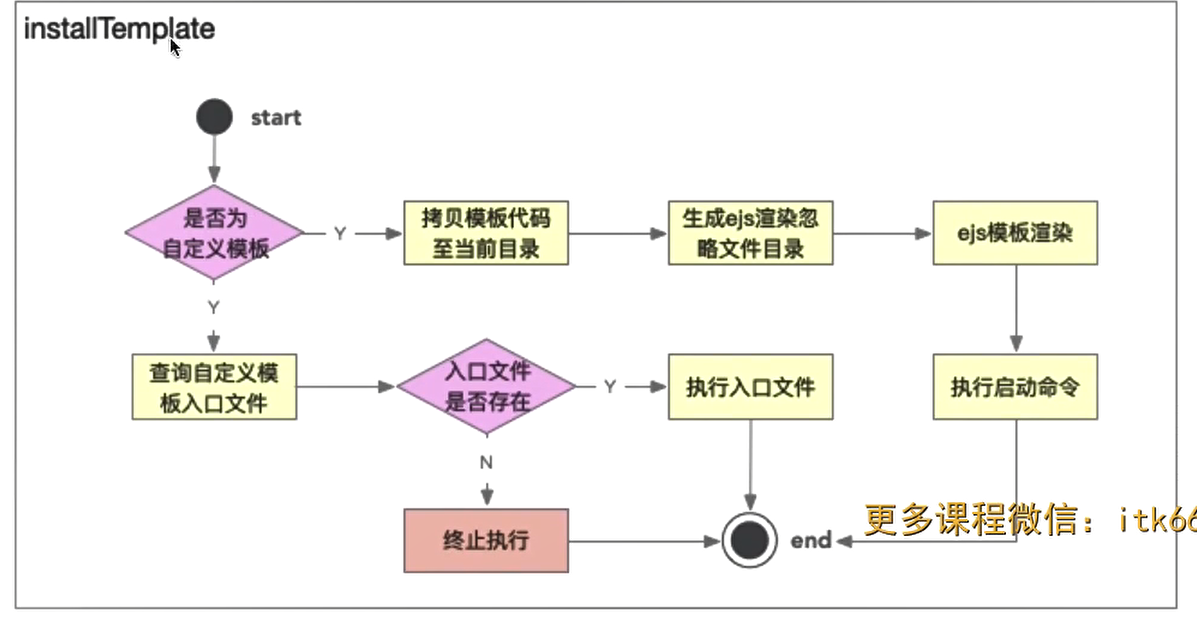 installTemplate
start
是否为
自定义模板
Y
拷贝模板代码
至当前目录
生成ejs渲染忽
略文件目录
ejs模板渲染
Y
查询自定义模
板入口文件
入口文件
是否存在
Y
执行入口文件
执行启动命令
N
终止执行
end
更多课程微信：itk66